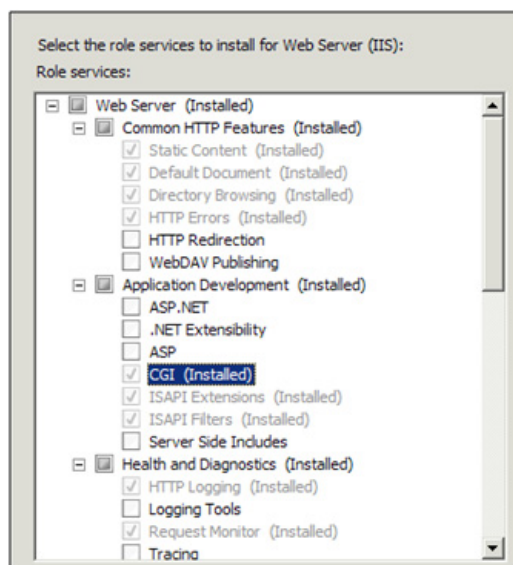 Select the role services to install for Web Server (IIS):
Role services:
Web Server (Installed)
Common HTTP Features (Installed)
Static Content (Installed)
Default Document (Installed)
Directory Browsing (Installed)
HTTP Errors (Installed)
HTTP Redirection
WebDAV Publishing
Application Development (Installed)
ASP.NET
.NET Extensibility
ASP
CGI (Installed)
ISAPI Extensions (Installed)
ISAPI Filters (Installed)
Server Side Includes
Health and Diagnostics (Installed)
HTTP Logging (Installed)
Logging Tools
Request Monitor (Installed)
Tracing